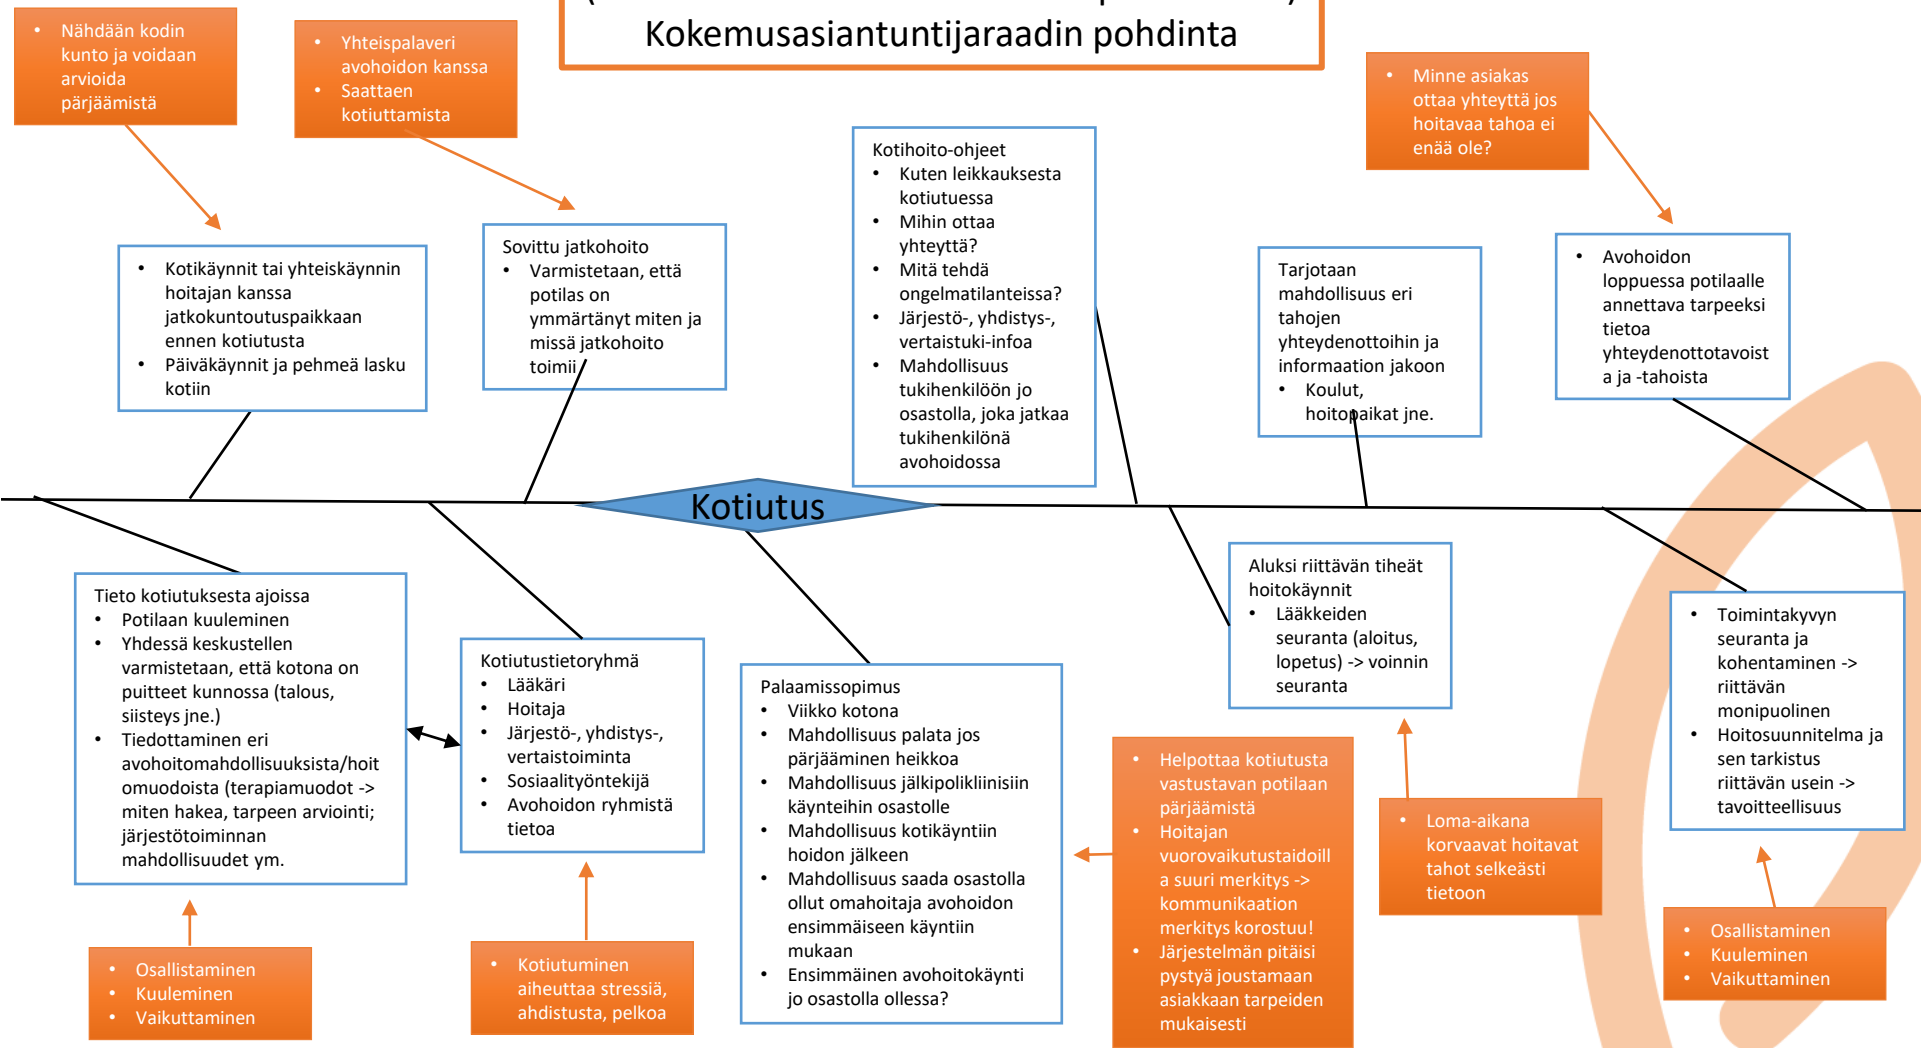 Kokemusasiantuntijaraadin pohdinta
• Nähdään kodin
kunto ja voidaan
arvioida
pärjäämistä
• Yhteispalaveri
avohoidon kanssa
• Saattaen
kotiuttamista
• Minne asiakas
ottaa yhteyttä jos
hoitavaa tahoa ei
enää ole?
• Kotikäynnit tai yhteiskäynnin
hoitajan kanssa
jatkokuntoutuspaikkaan
ennen kotiutusta
• Päiväkäynnit ja pehmeä lasku
kotiin
Sovittu jatkohoito
• Varmistetaan, että
potilas on
ymmärtänyt miten ja
missä jatkohoito
toimii
Kotihoito-ohjeet
• Kuten leikkauksesta
kotiutuessa
• Mihin ottaa
yhteyttä?
• Mitä tehdä
ongelmatilanteissa?
• Järjestö-, yhdistys-,
vertaistuki-infoa
• Mahdollisuus
tukihenkilöön jo
osastolla, joka jatkaa
tukihenkilönä
avohoidossa
Tarjotaan
mahdollisuus eri
tahojen
yhteydenottoihin ja
informaation jakoon
• Koulut,
hoitopaikat jne.
• Avohoidon
loppuessa potilaalle
annettava tarpeeksi
tietoa
yhteydenottotavoist
a ja -tahoista
Kotiutus
Tieto kotiutuksesta ajoissa
• Potilaan kuuleminen
• Yhdessä keskustellen
varmistetaan, että kotona on
puitteet kunnossa (talous,
siisteys jne.)
• Tiedottaminen eri
avohoitomahdollisuuksista/hoit
omuodoista (terapiamuodot ->
miten hakea, tarpeen arviointi;
järjestötoiminnan
mahdollisuudet ym.
Kotiutustietoryhmä
• Lääkäri
• Hoitaja
• Järjestö-, yhdistys-,
vertaistoiminta
• Sosiaalityöntekijä
• Avohoidon ryhmistä
tietoa
Palaamissopimus
• Viikko kotona
• Mahdollisuus palata jos
pärjääminen heikkoa
• Mahdollisuus jälkipolikliinisiin
käynteihin osastolle
• Mahdollisuus kotikäyntiin
hoidon jälkeen
• Mahdollisuus saada osastolla
ollut omahoitaja avohoidon
ensimmäiseen käyntiin
mukaan
• Ensimmäinen avohoitokäynti
jo osastolla ollessa?
Aluksi riittävän tiheät
hoitokäynnit
• Lääkkeiden
seuranta (aloitus,
lopetus) -> voinnin
seuranta
• Toimintakyvyn
seuranta ja
kohentaminen ->
riittävän
monipuolinen
• Hoitosuunnitelma ja
sen tarkistus
riittävän usein ->
tavoitteellisuus
• Osallistaminen
• Kuuleminen
• Vaikuttaminen
• Kotiutuminen
aiheuttaa stressiä,
ahdistusta, pelkoa
• Helpottaa kotiutusta
vastustavan potilaan
pärjäämistä
• Hoitajan
vuorovaikutustaidoill
a suuri merkitys ->
kommunikaation
merkitys korostuu!
• Järjestelmän pitäisi
pystyä joustamaan
asiakkaan tarpeiden
mukaisesti
• Loma-aikana
korvaavat hoitavat
tahot selkeästi
tietoon
• Osallistaminen
• Kuuleminen
• Vaikuttaminen